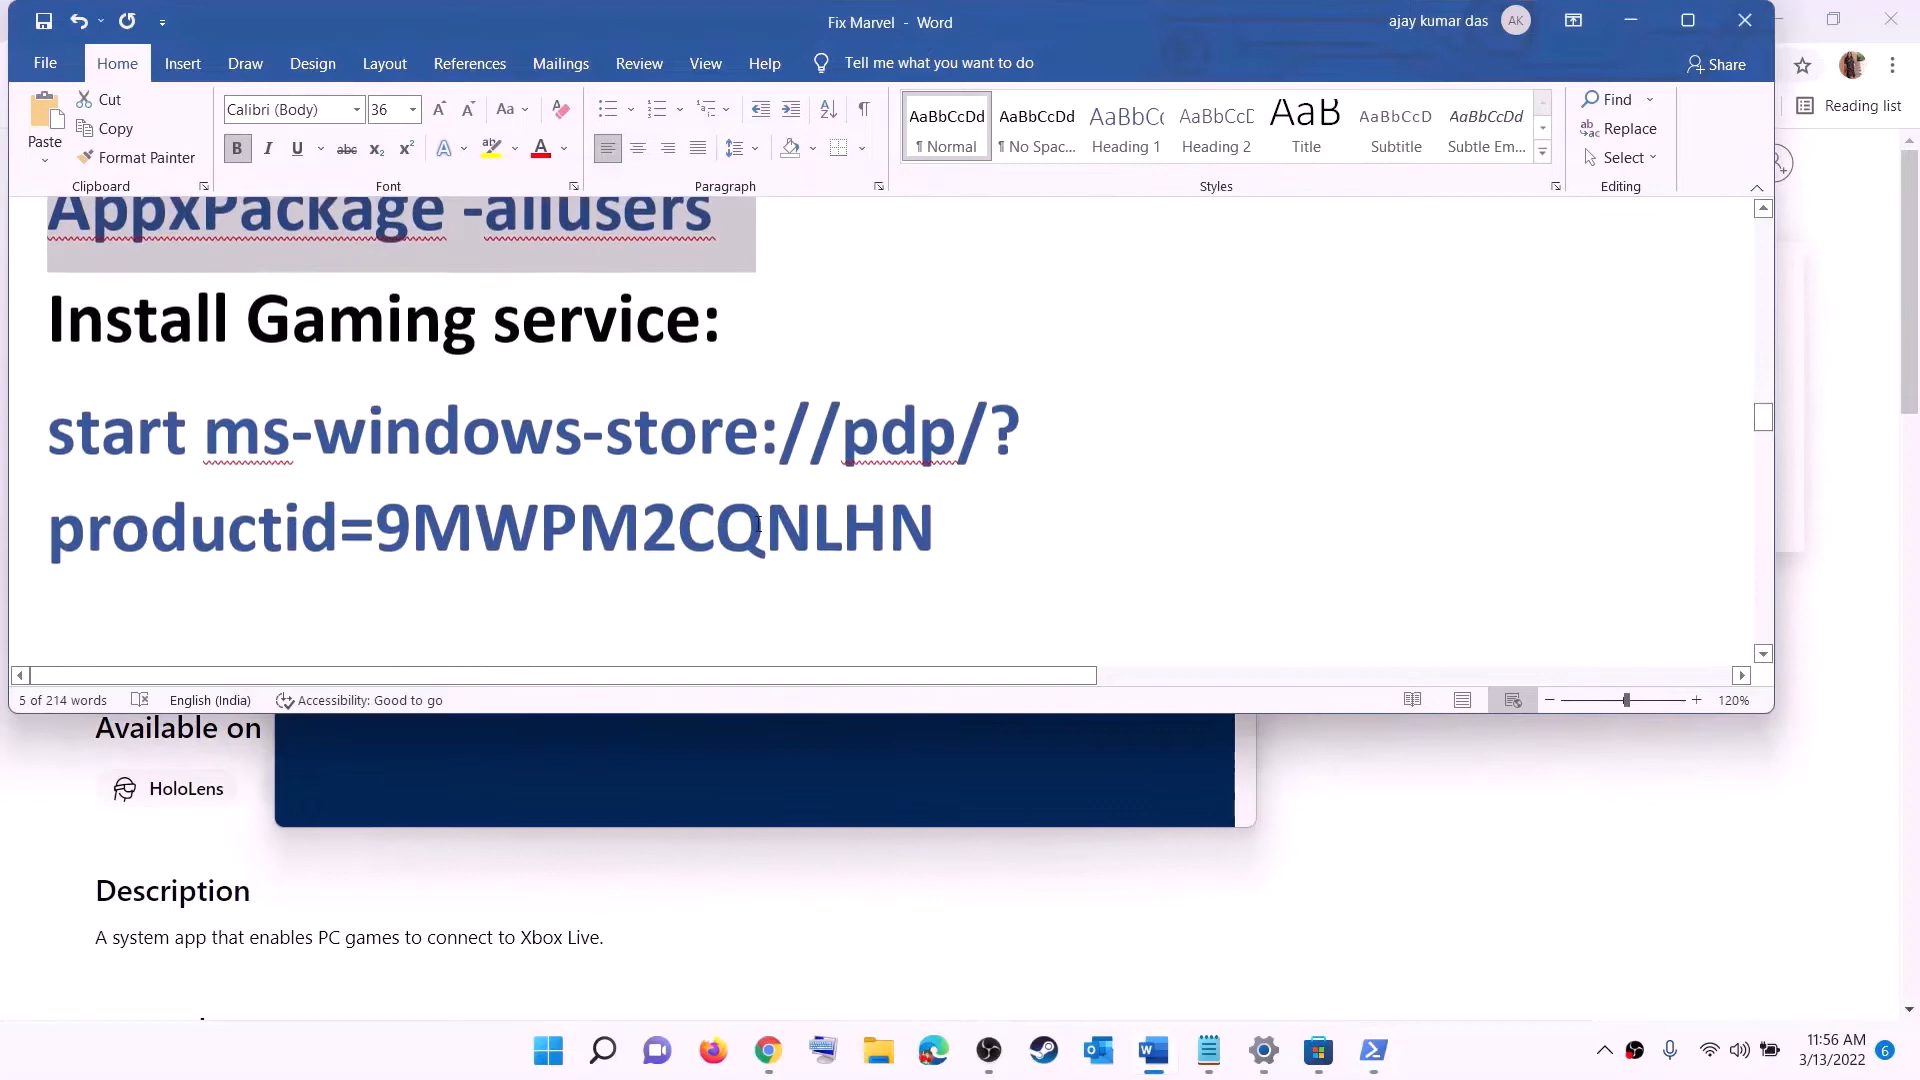 Fix Marvel - Word
ajay kumar das
AK
File
Home
Insert
Draw
Design
Layout
References
Mailings
Review
View
Help
Tell me what you want to do
Share
Reading list
Paste
Cut
Copy
Format Painter
Clipboard
Calibri (Body)
36
Aa
B I U abc x₂ x² A A
Font
Paragraph
AaBbCcDd
¶ Normal
AaBbCcDd
¶ No Spac...
AaBbC
Heading 1
AaBbCcD
Heading 2
AaB
Title
AaBbCcD
Subtitle
AaBbCcDd
Subtle Em...
Styles
Find
Replace
Select
Editing
AppxPackage -allusers
Install Gaming service:
start ms-windows-store://pdp/?
productid=9MWPM2CQNLHN
5 of 214 words
English (India)
Accessibility: Good to go
120%
Available on
HoloLens
Description
A system app that enables PC games to connect to Xbox Live.
11:56 AM
3/13/2022
6